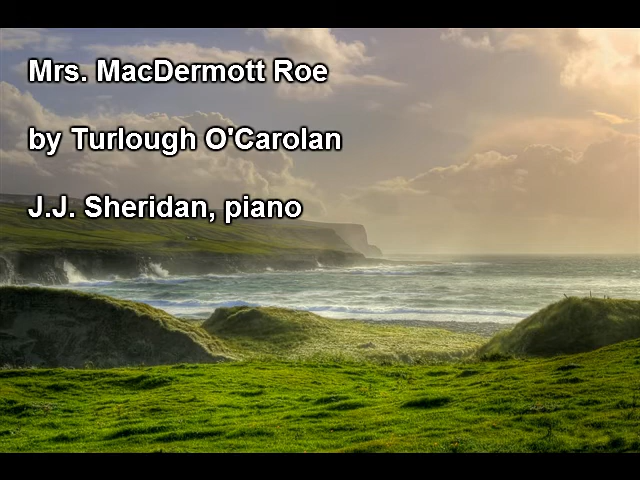 Mrs. MacDermott Roe
by Turlough O'Carolan
J.J. Sheridan, piano